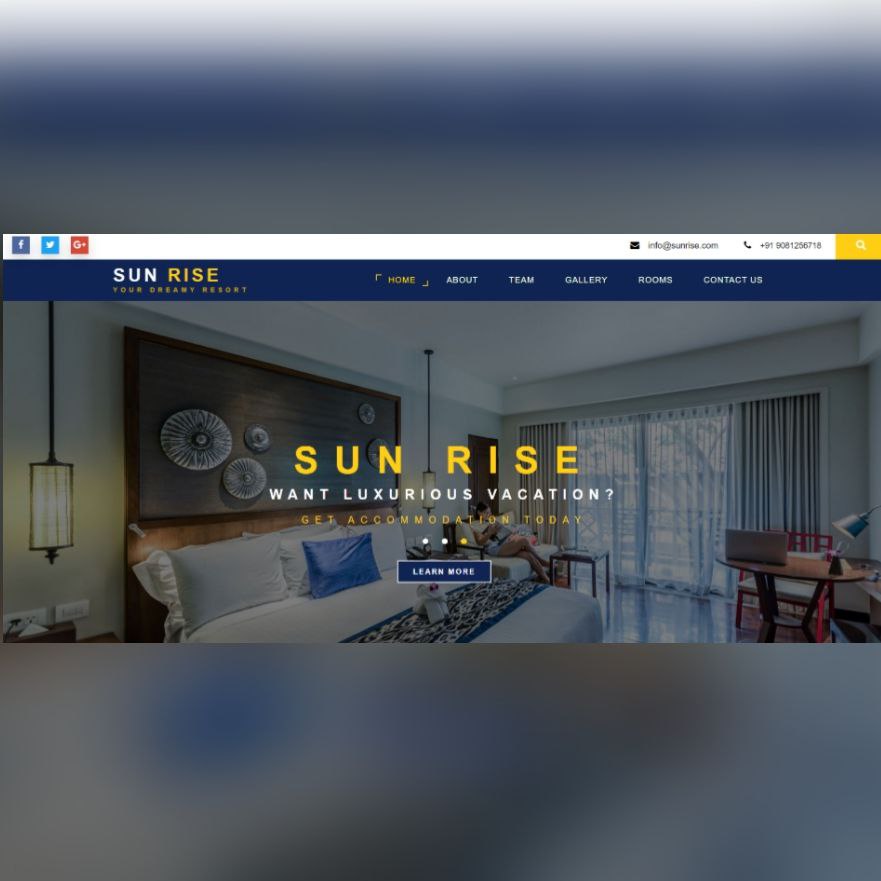 f G+ info@sunrise.com +91 9081256718
SUN RISE
YOUR DREAMY RESORT
HOME ABOUT TEAM GALLERY ROOMS CONTACT US
SUN RISE
WANT LUXURIOUS VACATION?
GET ACCOMMODATION TODAY
LEARN MORE